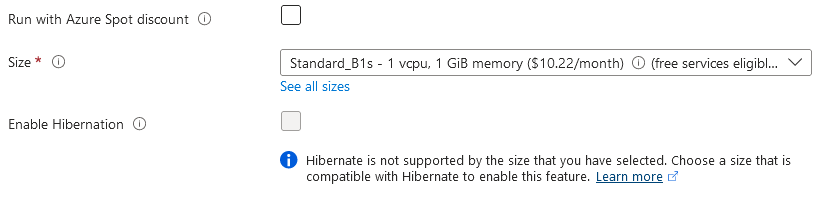 Run with Azure Spot discount
Size *
Standard_B1s - 1 vcpu, 1 GiB memory ($10.22/month) (free services eligibl...
See all sizes
Enable Hibernation
Hibernate is not supported by the size that you have selected. Choose a size that is
compatible with Hibernate to enable this feature. Learn more